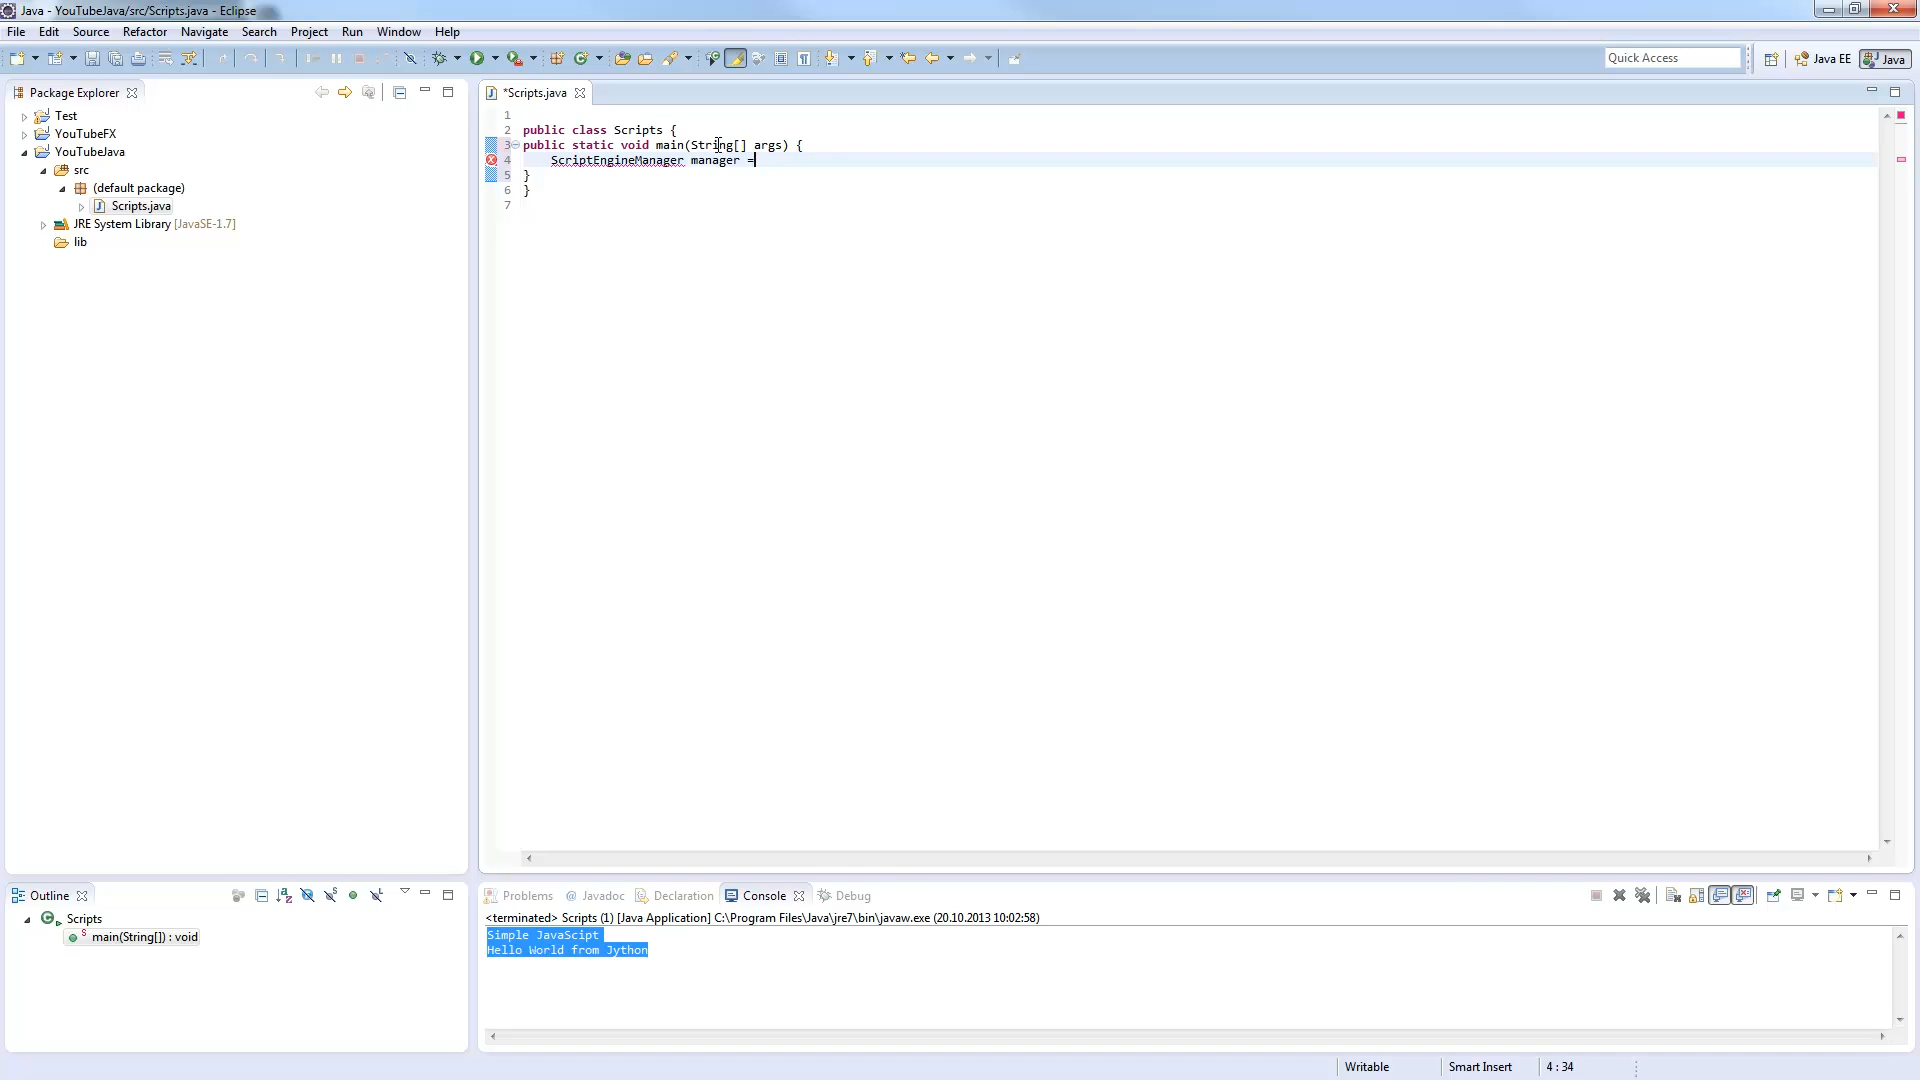 Java - YouTubeJava/src/Scripts.java - Eclipse
File Edit Source Refactor Navigate Search Project Run Window Help
Quick Access
Java EE
Java
Package Explorer
Test
YouTubeFX
YouTubeJava
src
(default package)
Scripts.java
JRE System Library [JavaSE-1.7]
lib
*Scripts.java
1
2 public class Scripts {
3 public static void main(String[] args) {
4 ScriptEngineManager manager =
5 }
6 }
7
Outline
Scripts
main(String[]) : void
Problems @ Javadoc Declaration Console Debug
<terminated> Scripts (1) [Java Application] C:\Program Files\Java\jre7\bin\javaw.exe (20.10.2013 10:02:58)
Simple JavaScipt
Hello World from Jython
Writable Smart Insert 4 : 34